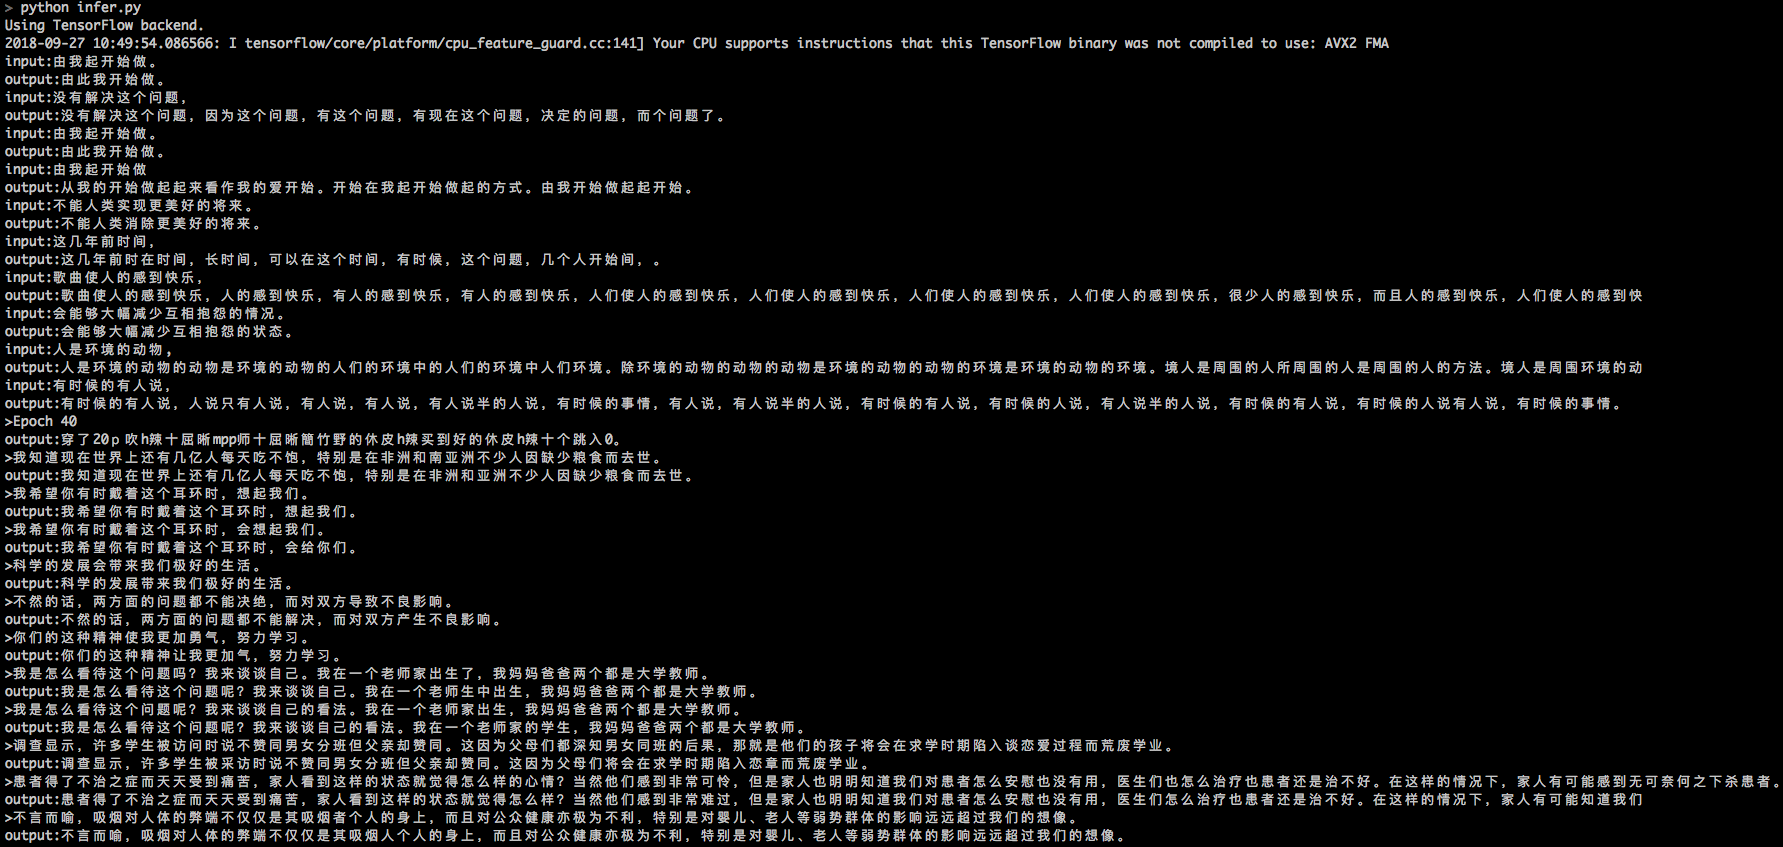 > python infer.py
Using TensorFlow backend.
2018-09-27 10:49:54.086566: I tensorflow/core/platform/cpu_feature_guard.cc:141] Your CPU supports instructions that this TensorFlow binary was not compiled to use: AVX2 FMA
input:由我起开始做。
output:由此我开始做。
input:没有解决这个问题,
output:没有解决这个问题，因为这个问题，有这个问题，有现在这个问题，决定的问题，而个问题了。
input:由我起开始做。
output:由此我开始做。
input:由我起开始做
output:从我的开始做起起来看作我的爱开始。开始在我起开始做起的方式。由我开始做起起开始。
input:不能人类实现更美好的将来。
output:不能人类消除更美好的将来。
input:这几年前时间,
output:这几年前时在时间，长时间，可以在这个时间，有时候，这个问题，几个人开始间，。
input:歌曲使人的感到快乐,
output:歌曲使人的感到快乐，人的感到快乐，有人的感到快乐，有人的感到快乐，人们使人的感到快乐，人们使人的感到快乐，人们使人的感到快乐，人们使人的感到快乐，很少人的感到快乐，而且人的感到快乐，人们使人的感到快
input:会能够大幅减少互相抱怨的情况。
output:会能够大幅减少互相抱怨的状态。
input:人是环境的动物,
output:人是环境的动物的动物是环境的动物的人们的环境中的人们的环境中人们环境。除环境的动物的动物的动物是环境的动物的动物的环境是环境的动物的环境。境人是周围的人所周围的人是周围的人的方法。境人是周围环境的动
input:有时候的有人说,
output:有时候的有人说，人说只有人说，有人说，有人说，有人说半的人说，有时候的事情，有人说，有人说半的人说，有时候的有人说，有时候的人说，有人说半的人说，有时候的有人说，有时候的人说有人说，有时候的事情。
>Epoch 40
output:穿了20p 吹h辣十屈晰mpp师十屈晰簡竹野的休皮h辣买到好的休皮h辣十个跳入0。
>我知道现在世界上还有几亿人每天吃不饱，特别是在非洲和南亚洲不少人因缺少粮食而去世。
output:我知道现在世界上还有几亿人每天吃不饱，特别是在非洲和亚洲不少人因缺少粮食而去世。
>我希望你有时戴着这个耳环时，想起我们。
output:我希望你有时戴着这个耳环时，想起我们。
>我希望你有时戴着这个耳环时，会想起我们。
output:我希望你有时戴着这个耳环时，会给你们。
>科学的发展会带来我们极好的生活。
output:科学的发展带来我们极好的生活。
>不然的话，两方面的问题都不能决绝，而对双方导致不良影响。
output:不然的话，两方面的问题都不能解决，而对双方产生不良影响。
>你们的这种精神使我更加勇气，努力学习。
output:你们的这种精神让我更加气，努力学习。
>我是怎么看待这个问题吗？我来谈谈自己。我在一个老师家出生了，我妈妈爸爸两个都是大学教师。
output:我是怎么看待这个问题呢？我来谈谈自己。我在一个老师生中出生，我妈妈爸爸两个都是大学教师。
>我是怎么看待这个问题呢？我来谈谈自己的看法。我在一个老师家出生，我妈妈爸爸两个都是大学教师。
output:我是怎么看待这个问题呢？我来谈谈自己的看法。我在一个老师家的学生，我妈妈爸爸两个都是大学教师。
>调查显示，许多学生被访问时说不赞同男女分班但父亲却赞同。这因为父母们都深知男女同班的后果，那就是他们的孩子将会在求学时期陷入谈恋爱过程而荒废学业。
output:调查显示，许多学生被采访时说不赞同男女分班但父亲却赞同。这因为父母们将会在求学时期陷入恋章而荒废学业。
>患者得了不治之症而天天受到痛苦，家人看到这样的状态就觉得怎么样的心情？当然他们感到非常可怜，但是家人也明明知道我们对患者怎么安慰也没有用，医生们也怎么治疗也患者还是治不好。在这样的情况下，家人有可能感到无可奈何之下杀患者。
output:患者得了不治之症而天天受到痛苦，家人看到这样的状态就觉得怎么样？当然他们感到非常难过，但是家人也明明知道我们对患者怎么安慰也没有用，医生们怎么治疗也患者还是治不好。在这样的情况下，家人有可能知道我们
>不言而喻，吸烟对人体的弊端不仅仅是其吸烟者个人的身上，而且对公众健康亦极为不利，特别是对婴儿、老人等弱势群体的影响远远超过我们的想像。
output:不言而喻，吸烟对人体的弊端不仅仅是其吸烟人个人的身上，而且对公众健康亦极为不利，特别是对婴儿、老人等弱势群体的影响远远超过我们的想像。